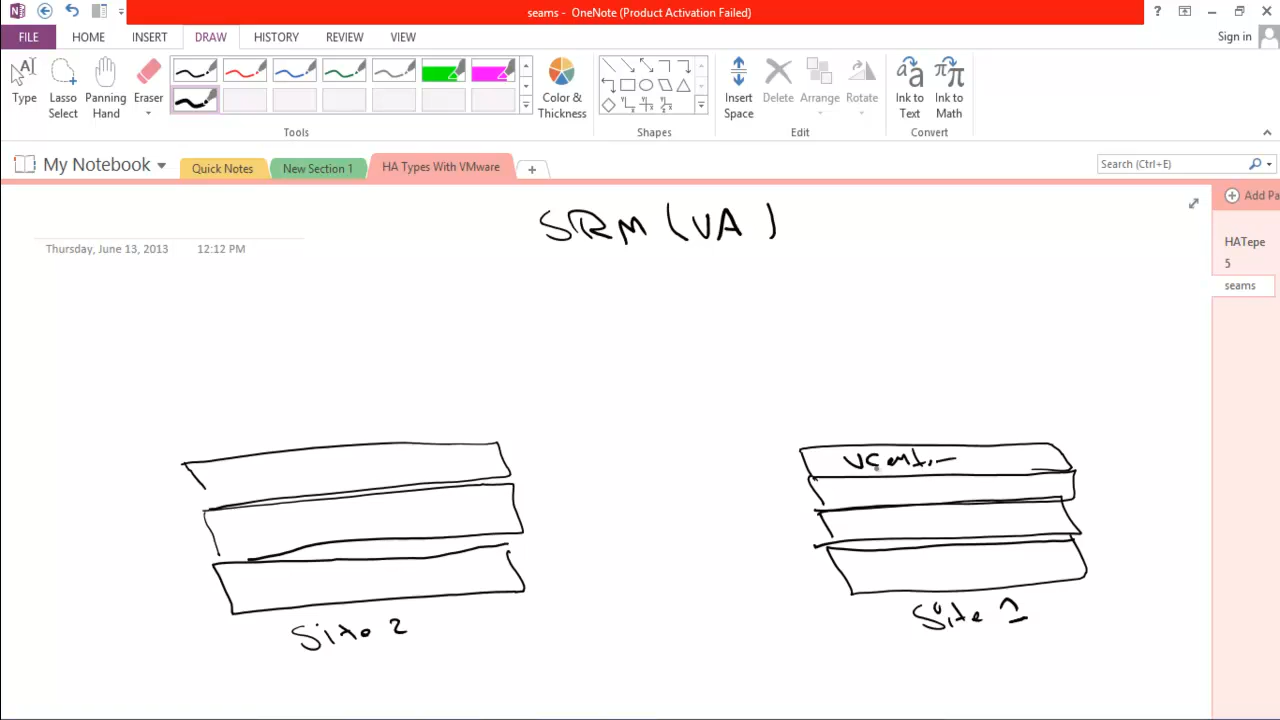 seams - OneNote (Product Activation Failed)
FILE HOME INSERT DRAW HISTORY REVIEW VIEW
Sign in
Type
Lasso Select
Panning Hand
Eraser
Color & Thickness
Insert Space
Delete
Arrange
Rotate
Ink to Text
Ink to Math
Tools
Shapes
Edit
Convert
My Notebook
Quick Notes
New Section 1
HA Types With VMware
Search (Ctrl+E)
Add Pa
SRM (VA)
Thursday, June 13, 2013 12:12 PM
HATepe
5
seams
Site 2
Site 1